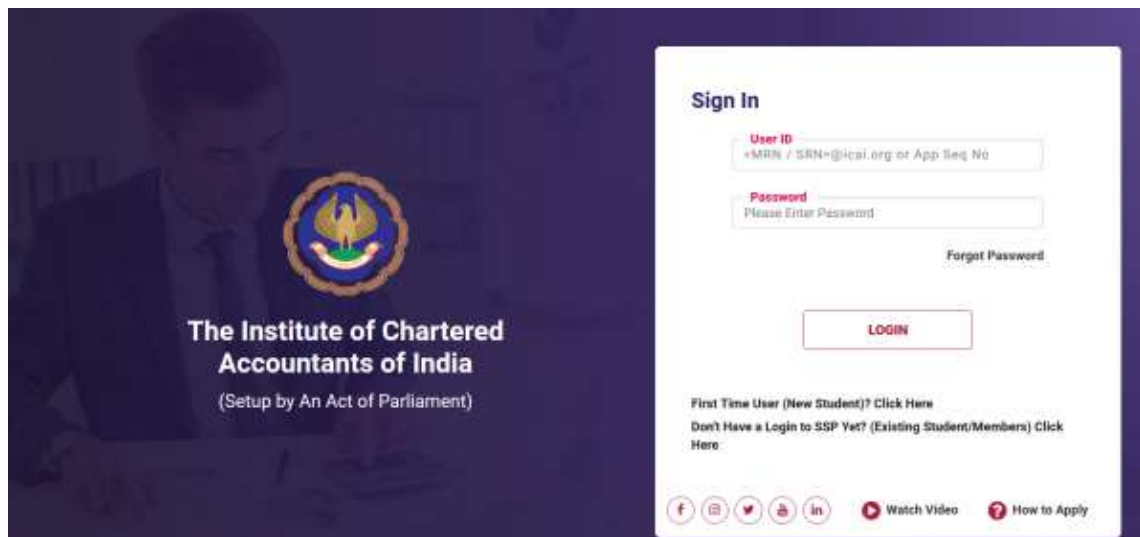 The Institute of Chartered
Accountants of India
(Setup by An Act of Parliament)
Sign In
User ID
<MRN / SRN>@icai.org or App Seq No
Password
Please Enter Password
Forgot Password
LOGIN
First Time User (New Student)? Click Here
Don't Have a Login to SSP Yet? (Existing Student/Members) Click
Here
Watch Video
How to Apply